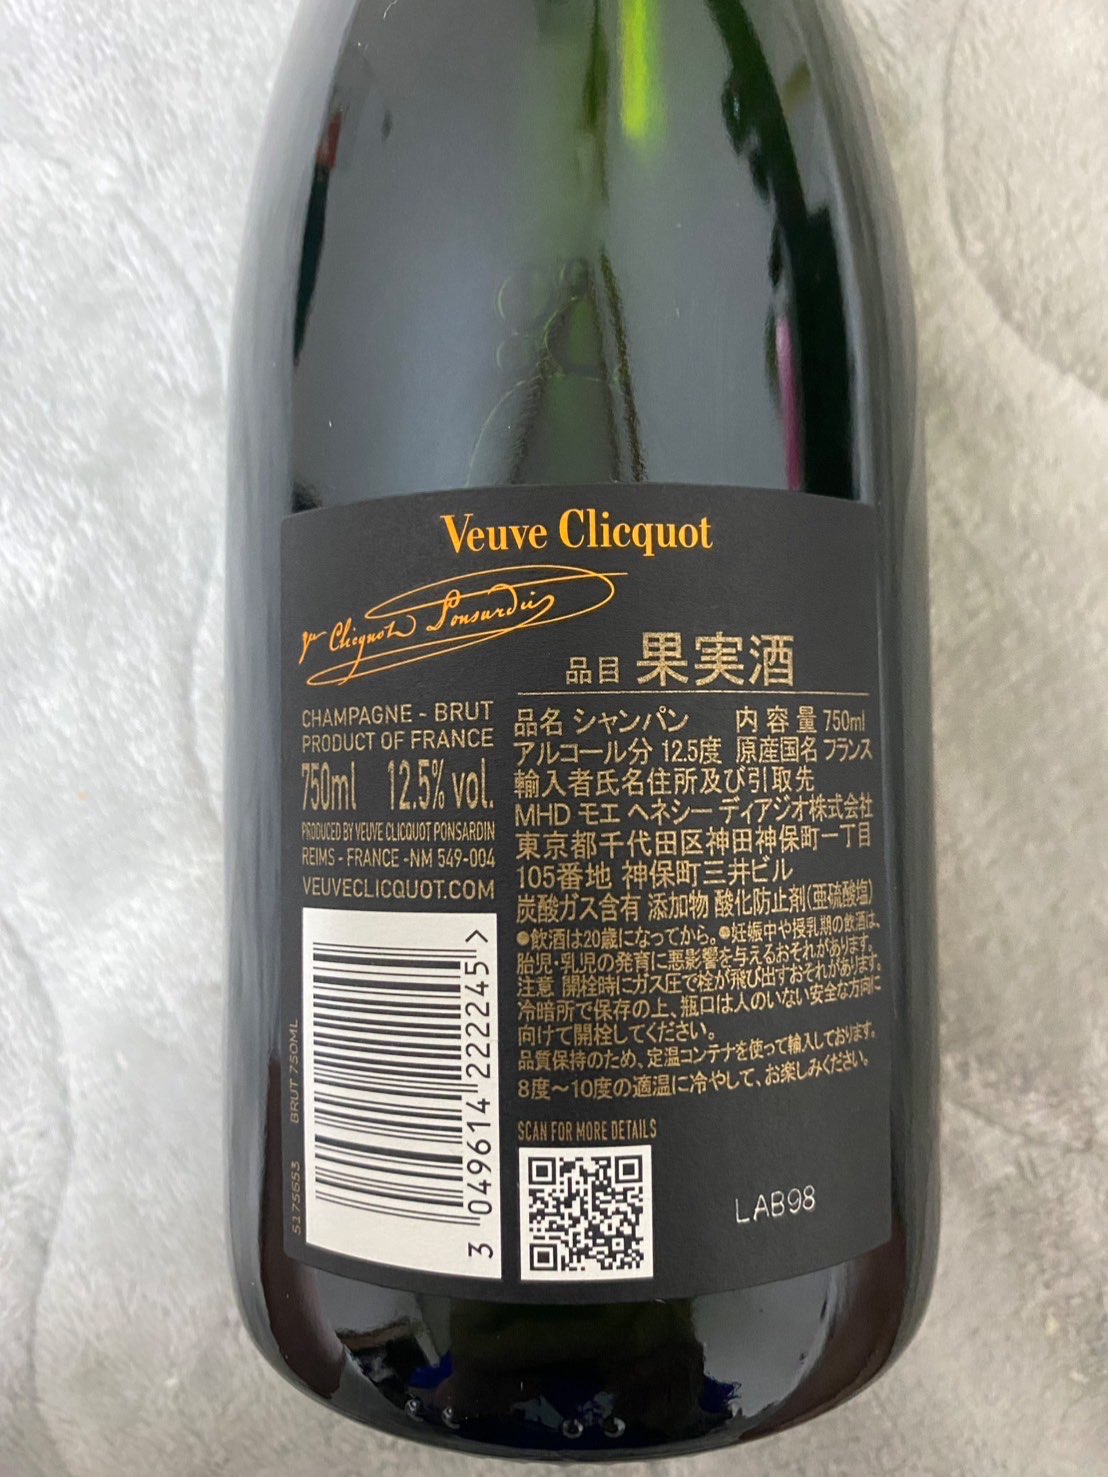 Veuve Clicquot
Vve Clicquot Ponsardin
品目 果実酒
CHAMPAGNE - BRUT
PRODUCT OF FRANCE
750ml 12.5% vol.
PRODUCED BY VEUVE CLICQUOT PONSARDIN
REIMS - FRANCE -NM 549-004
VEUVECLICQUOT.COM
品名 シャンパン 内容量 750ml
アルコール分 12.5度 原産国名 フランス
輸入者氏名住所及び引取先
MHD モエ ヘネシー ディアジオ株式会社
東京都千代田区神田神保町一丁目
105番地 神保町三井ビル
炭酸ガス含有 添加物 酸化防止剤(亜硫酸塩)
●飲酒は20歳になってから。●妊娠中や授乳期の飲酒は、
胎児・乳児の発育に悪影響を与えるおそれがあります。
注意 開栓時にガス圧で栓が飛び出すおそれがあります。
冷暗所で保存の上、瓶口は人のいない安全な方向に
向けて開栓してください。
品質保持のため、定温コンテナを使って輸入しております。
8度～10度の適温に冷やして、お楽しみください。
5175653 BRUT 750ML
3 049614 222245 >
SCAN FOR MORE DETAILS
LAB98